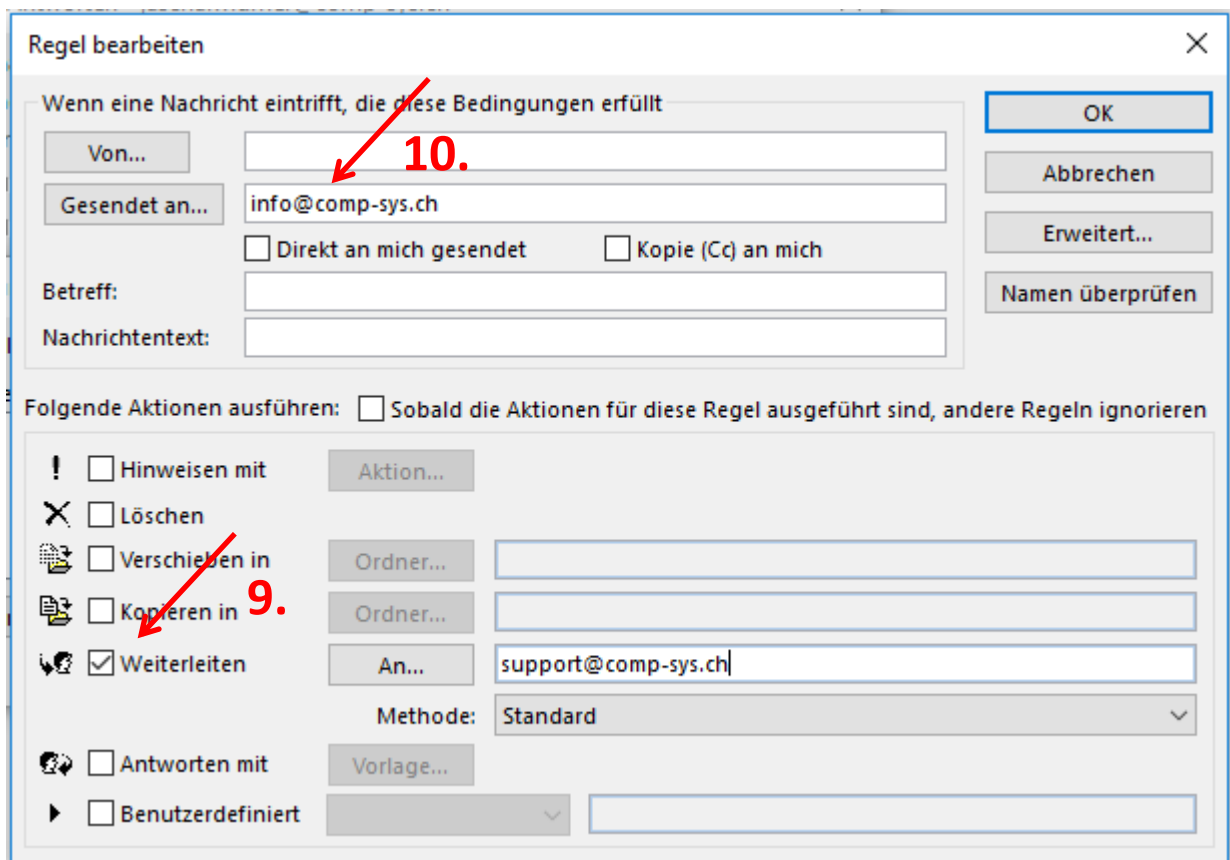 Regel bearbeiten
Wenn eine Nachricht eintrifft, die diese Bedingungen erfüllt
OK
Von...
10.
Abbrechen
Gesendet an...
info@comp-sys.ch
Direkt an mich gesendet
Kopie (Cc) an mich
Erweitert...
Betreff:
Namen überprüfen
Nachrichtentext:
Folgende Aktionen ausführen:
Sobald die Aktionen für diese Regel ausgeführt sind, andere Regeln ignorieren
Hinweisen mit
Aktion...
Löschen
Verschieben in
Ordner...
9.
Kopieren in
Ordner...
Weiterleiten
An...
support@comp-sys.ch
Methode:
Standard
Antworten mit
Vorlage...
Benutzerdefiniert